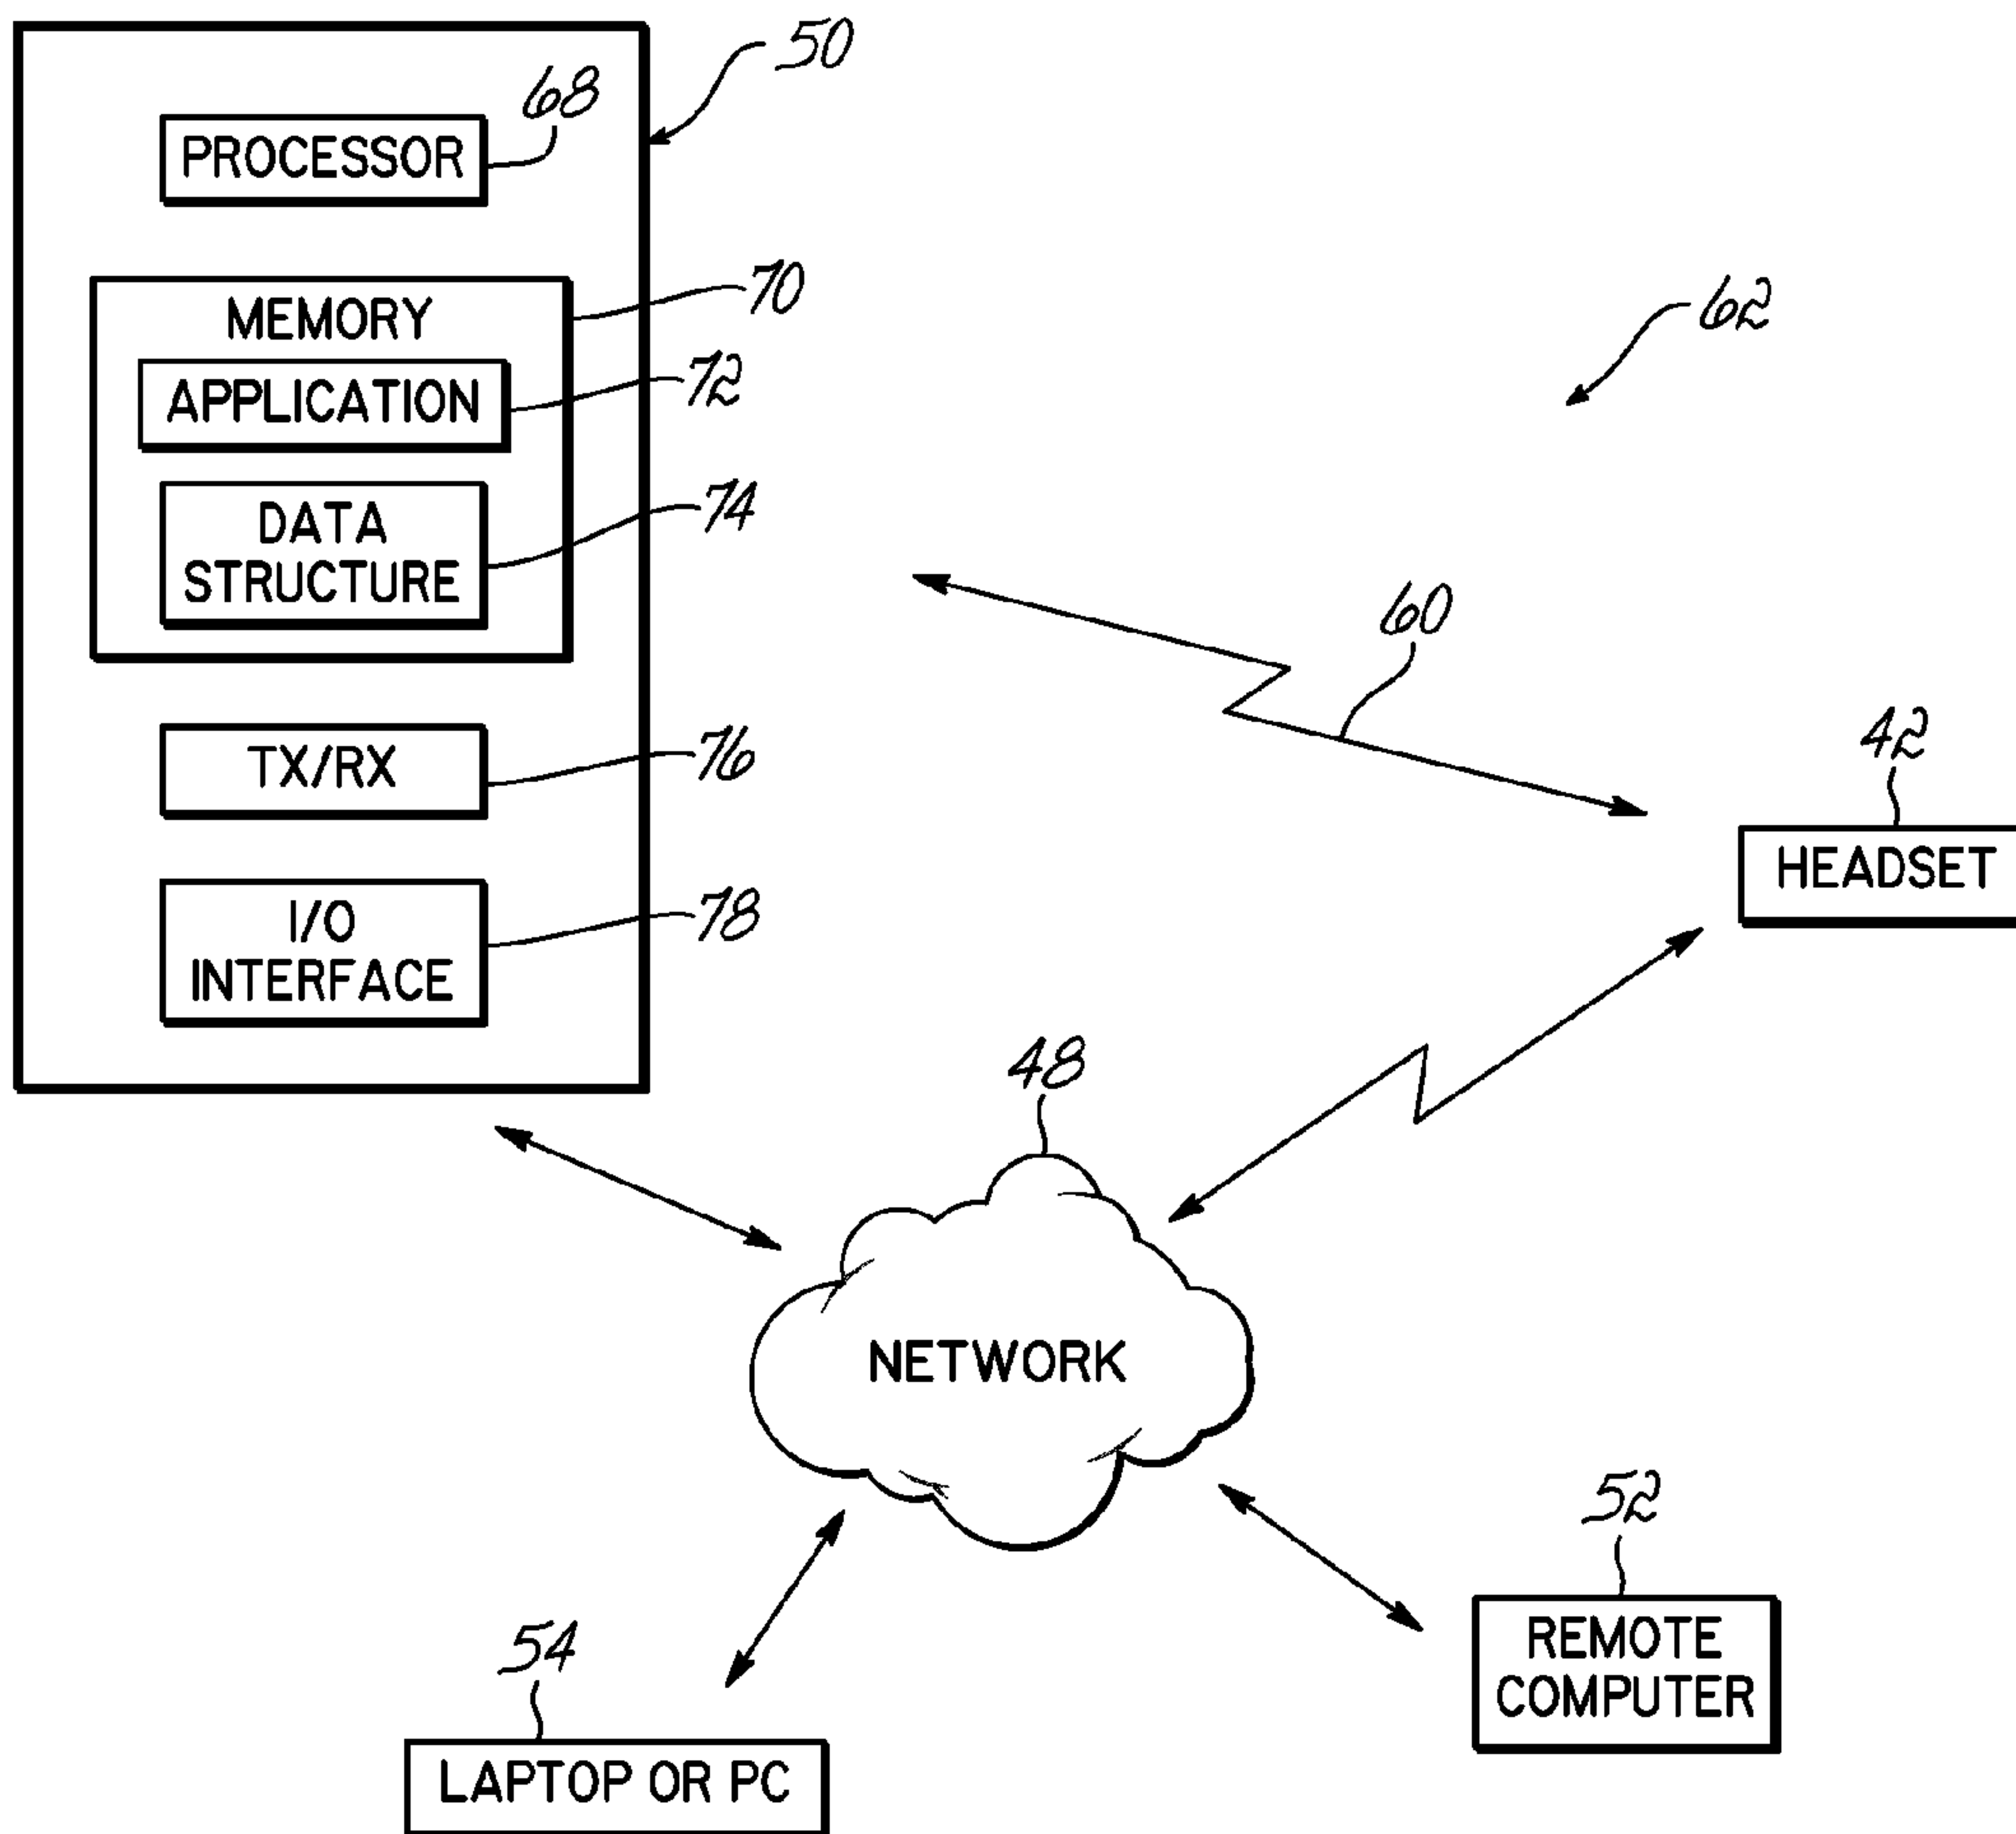 50
68
PROCESSOR
70
MEMORY
62
72
APPLICATION
74
DATA
STRUCTURE
60
76
TX/RX
42
HEADSET
78
I/O
INTERFACE
48
NETWORK
52
REMOTE
COMPUTER
54
LAPTOP OR PC